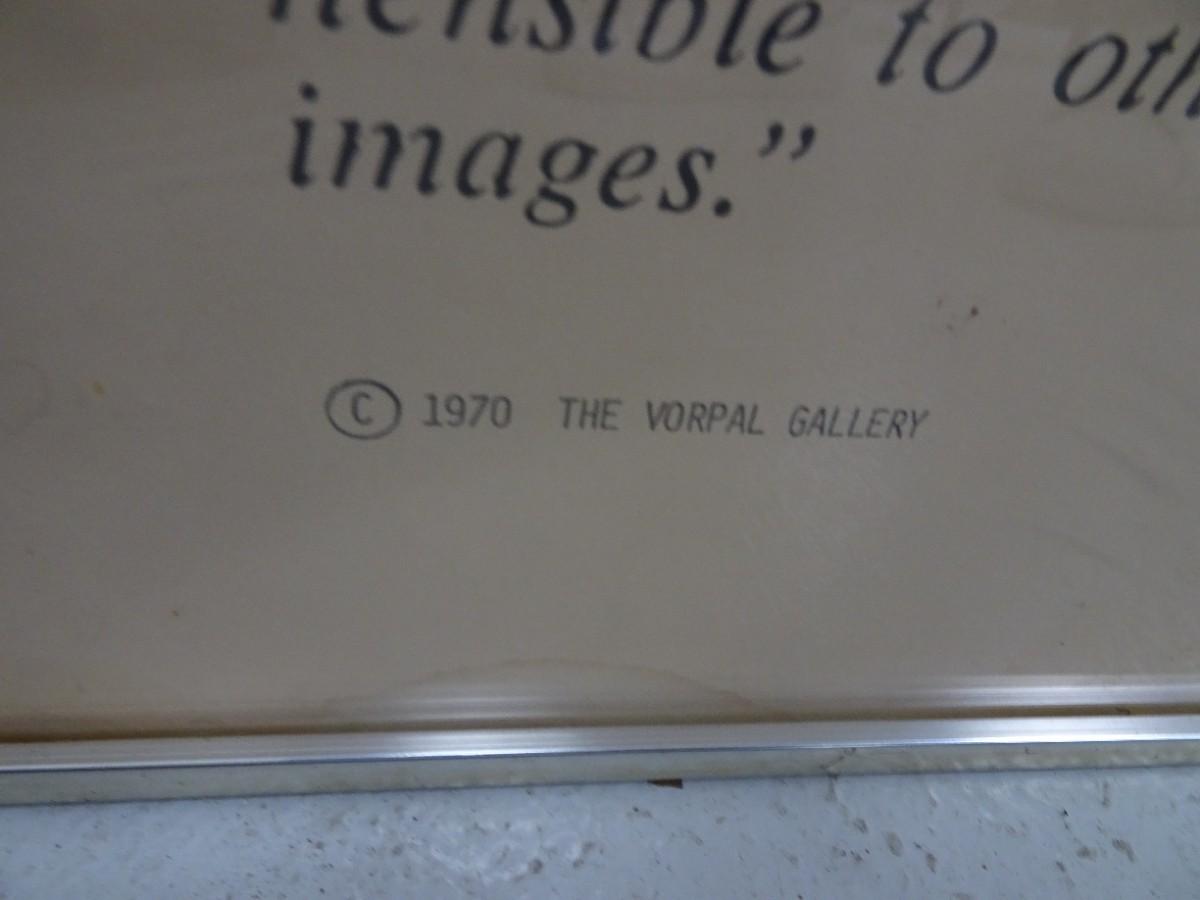 to
images.”
© 1970 THE VORPAL GALLERY